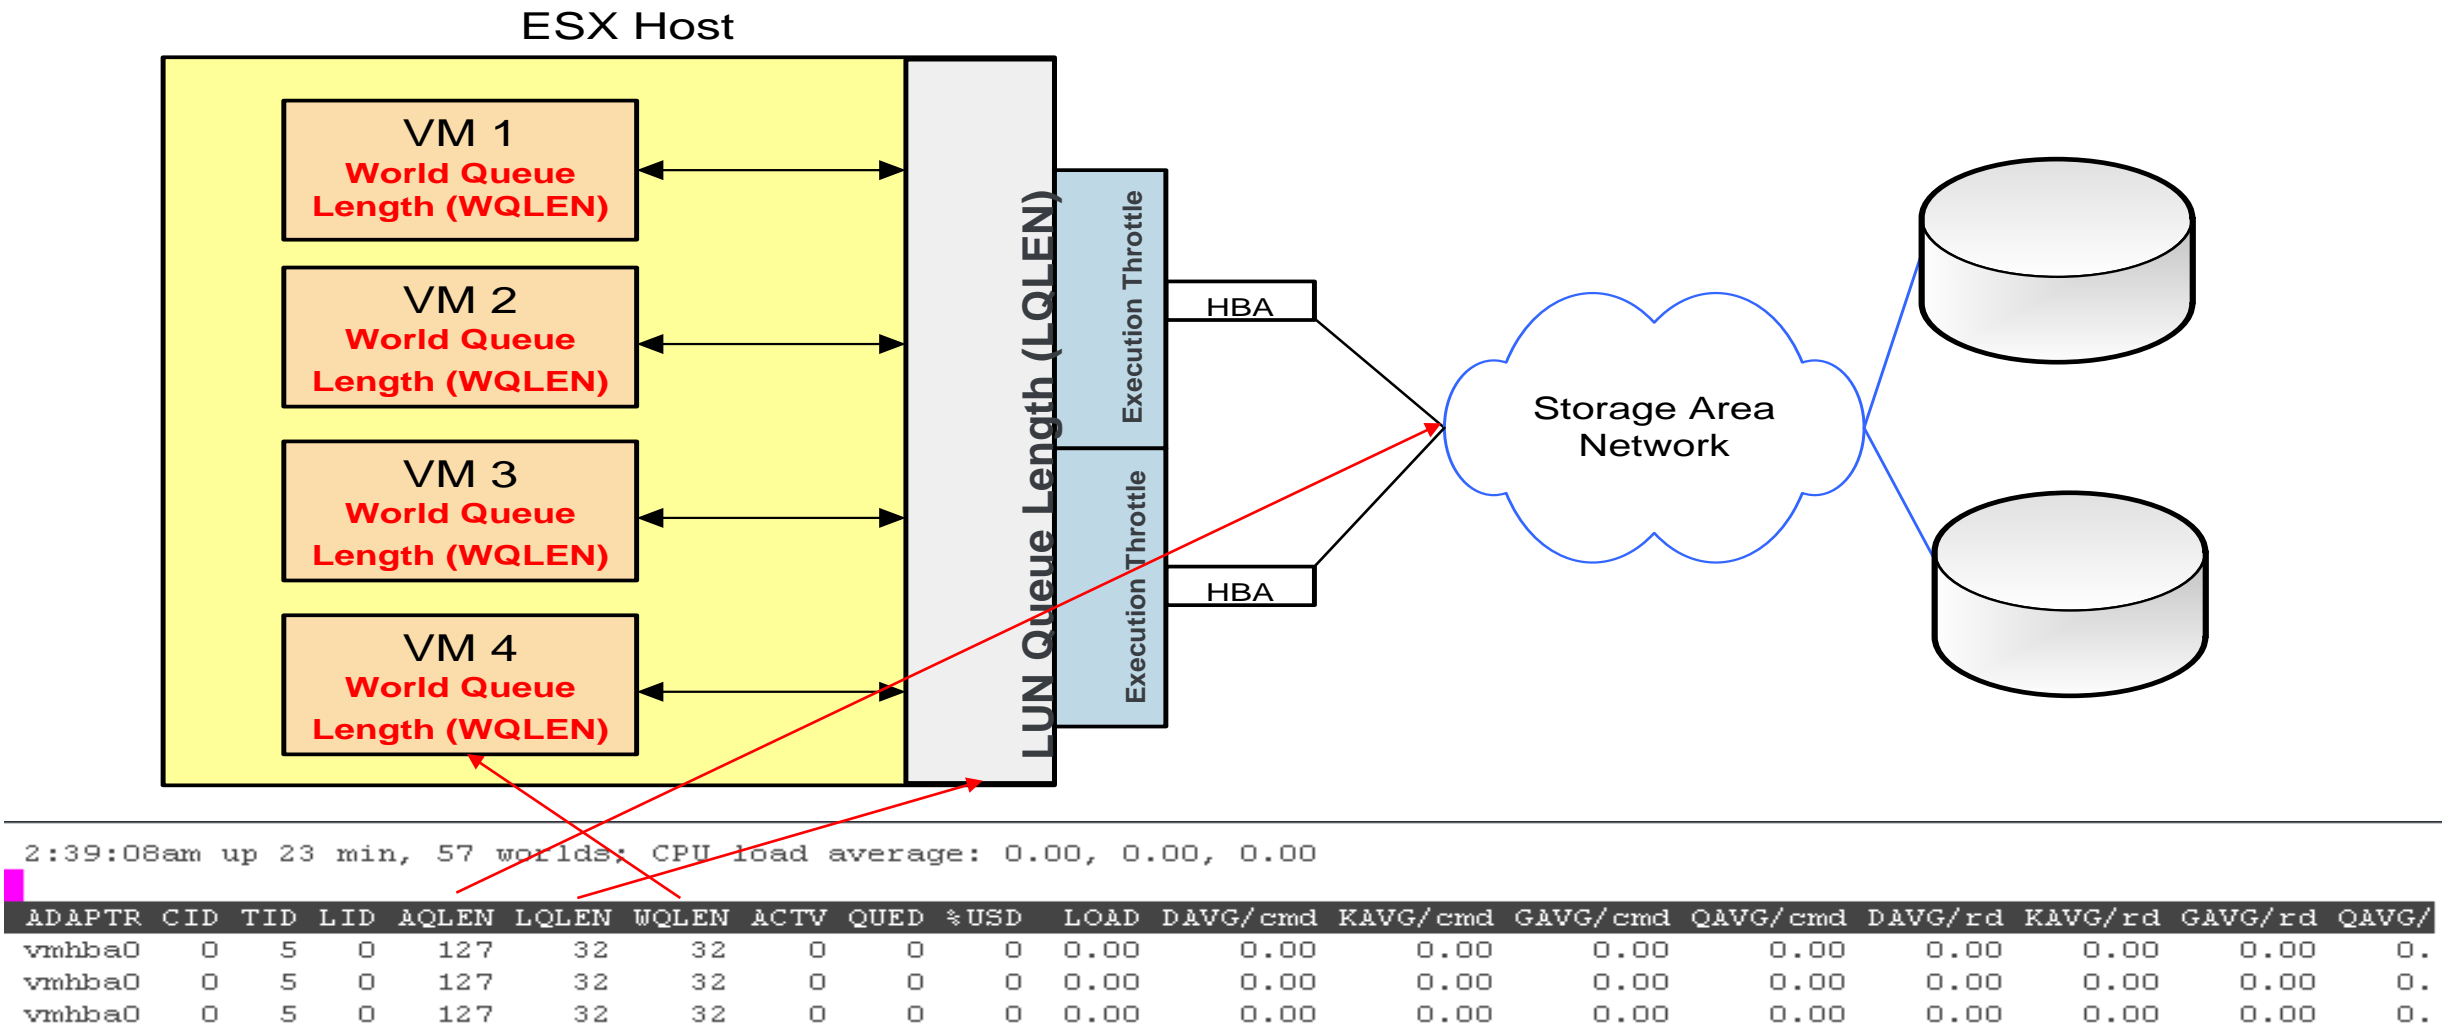 ESX Host
VM 1
World Queue
Length (WQLEN)
VM 2
World Queue
Length (WQLEN)
VM 3
World Queue
Length (WQLEN)
VM 4
World Queue
Length (WQLEN)
LUN Queue Length (LQLEN)
Execution Throttle
Execution Throttle
HBA
HBA
Storage Area
Network
2:39:08am up 23 min, 57 worlds; CPU load average: 0.00, 0.00, 0.00
ADAPTR CID TID LID AQLEN LQLEN WQLEN ACTV QUED %USD LOAD DAVG/cmd KAVG/cmd GAVG/cmd QAVG/cmd DAVG/rd KAVG/rd GAVG/rd QAVG/
vmhba0 0 5 0 127 32 32 0 0 0 0.00 0.00 0.00 0.00 0.00 0.00 0.00 0.00 0.
vmhba0 0 5 0 127 32 32 0 0 0 0.00 0.00 0.00 0.00 0.00 0.00 0.00 0.00 0.
vmhba0 0 5 0 127 32 32 0 0 0 0.00 0.00 0.00 0.00 0.00 0.00 0.00 0.00 0.